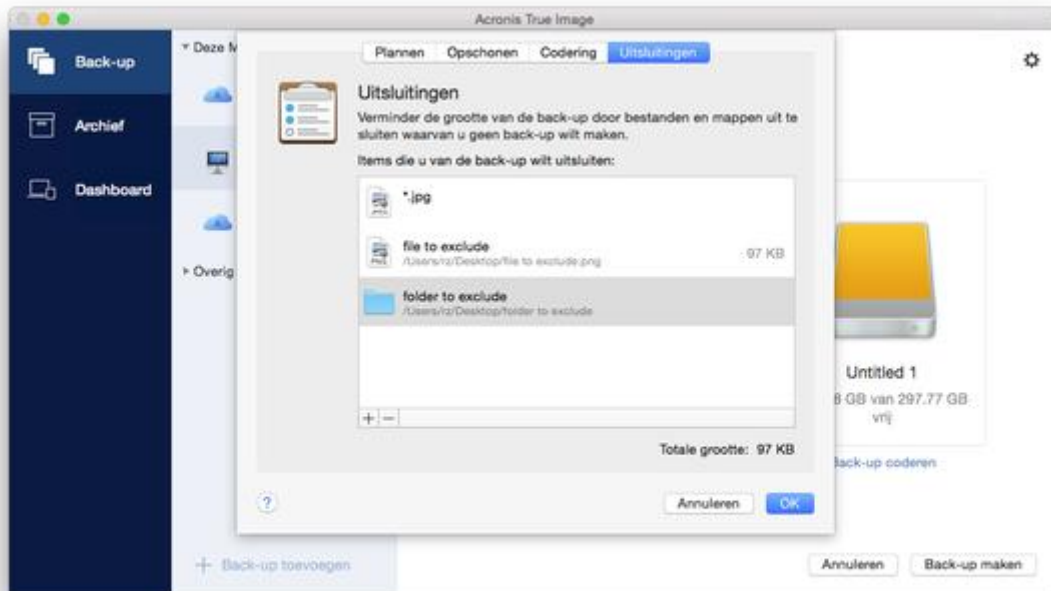 Acronis True Image
Back-up
Archief
Dashboard
Deze M
Overig
Back-up toevoegen
Plannen
Opschonen
Codering
Uitsluitingen
Uitsluitingen
Verminder de grootte van de back-up door bestanden en mappen uit te
sluiten waarvan u geen back-up wilt maken.
Items die u van de back-up wilt uitsluiten:
*.jpg
file to exclude
97 KB
/Users/rz/Desktop/file to exclude.png
folder to exclude
/Users/rz/Desktop/folder to exclude
Totale grootte: 97 KB
?
Annuleren
OK
Untitled 1
8 GB van 297.77 GB
vrij
Back-up coderen
Annuleren
Back-up maken